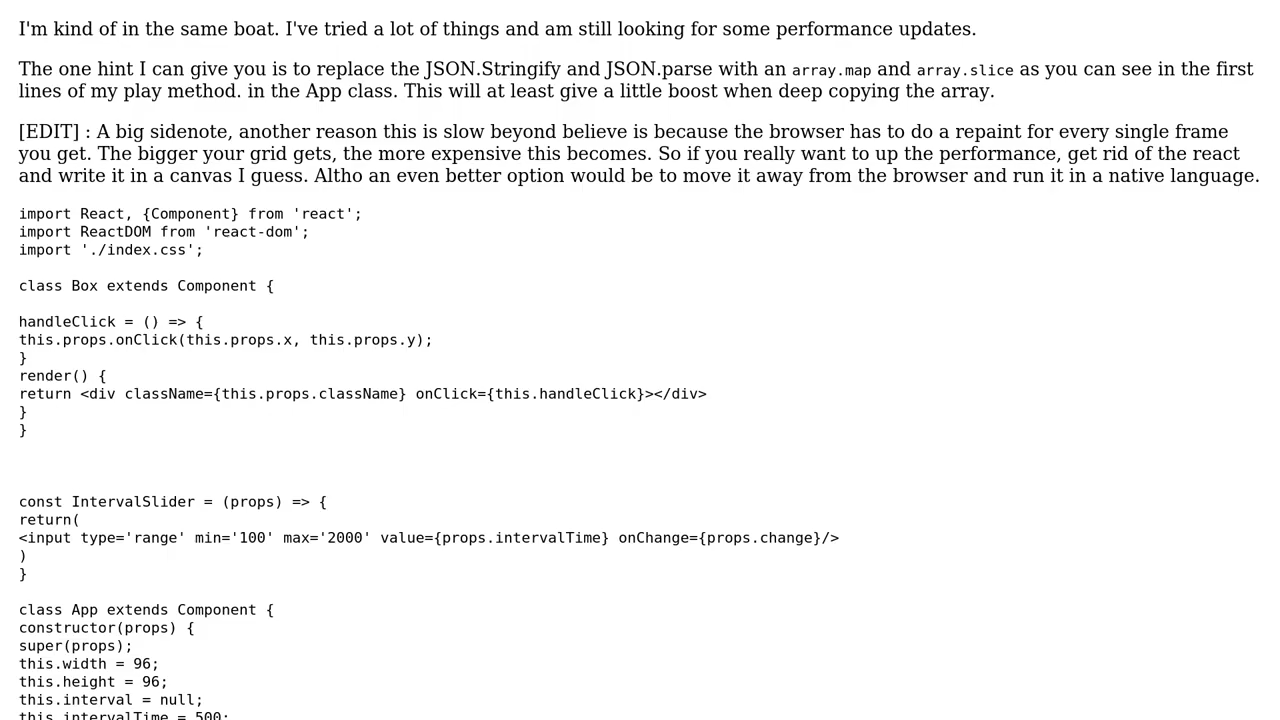 I'm kind of in the same boat. I've tried a lot of things and am still looking for some performance updates.
The one hint I can give you is to replace the JSON.Stringify and JSON.parse with an array.map and array.slice as you can see in the first
lines of my play method. in the App class. This will at least give a little boost when deep copying the array.
[EDIT] : A big sidenote, another reason this is slow beyond believe is because the browser has to do a repaint for every single frame
you get. The bigger your grid gets, the more expensive this becomes. So if you really want to up the performance, get rid of the react
and write it in a canvas I guess. Altho an even better option would be to move it away from the browser and run it in a native language.
import React, {Component} from 'react';
import ReactDOM from 'react-dom';
import './index.css';
class Box extends Component {
handleClick = () => {
this.props.onClick(this.props.x, this.props.y);
}
render() {
return <div className={this.props.className} onClick={this.handleClick}></div>
}
}
const IntervalSlider = (props) => {
return(
<input type='range' min='100' max='2000' value={props.intervalTime} onChange={props.change}/>
)
}
class App extends Component {
constructor(props) {
super(props);
this.width = 96;
this.height = 96;
this.interval = null;
this.intervalTime = 500;